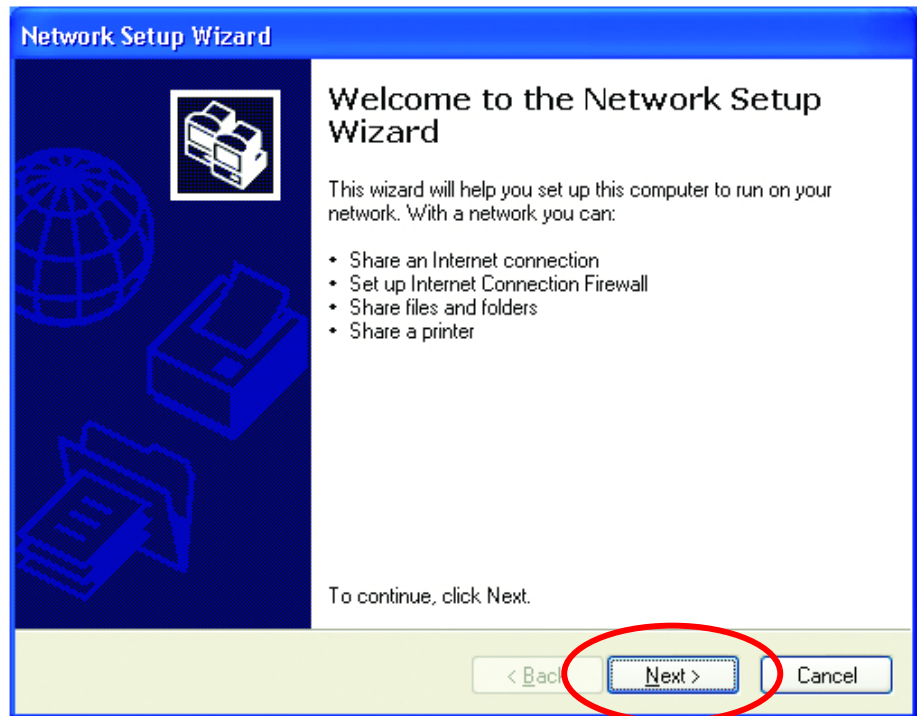 Network Setup Wizard
Welcome to the Network Setup
Wizard
This wizard will help you set up this computer to run on your
network. With a network you can:
• Share an Internet connection
• Set up Internet Connection Firewall
• Share files and folders
• Share a printer
To continue, click Next.
< Back Next > Cancel